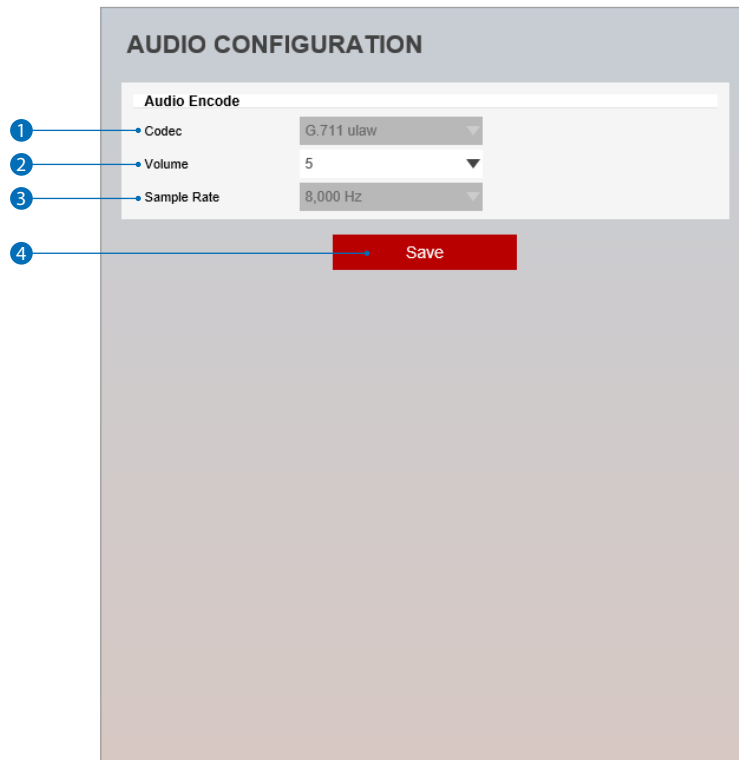 AUDIO CONFIGURATION
Audio Encode
1 Codec G.711 ulaw
2 Volume 5
3 Sample Rate 8,000 Hz
4 Save